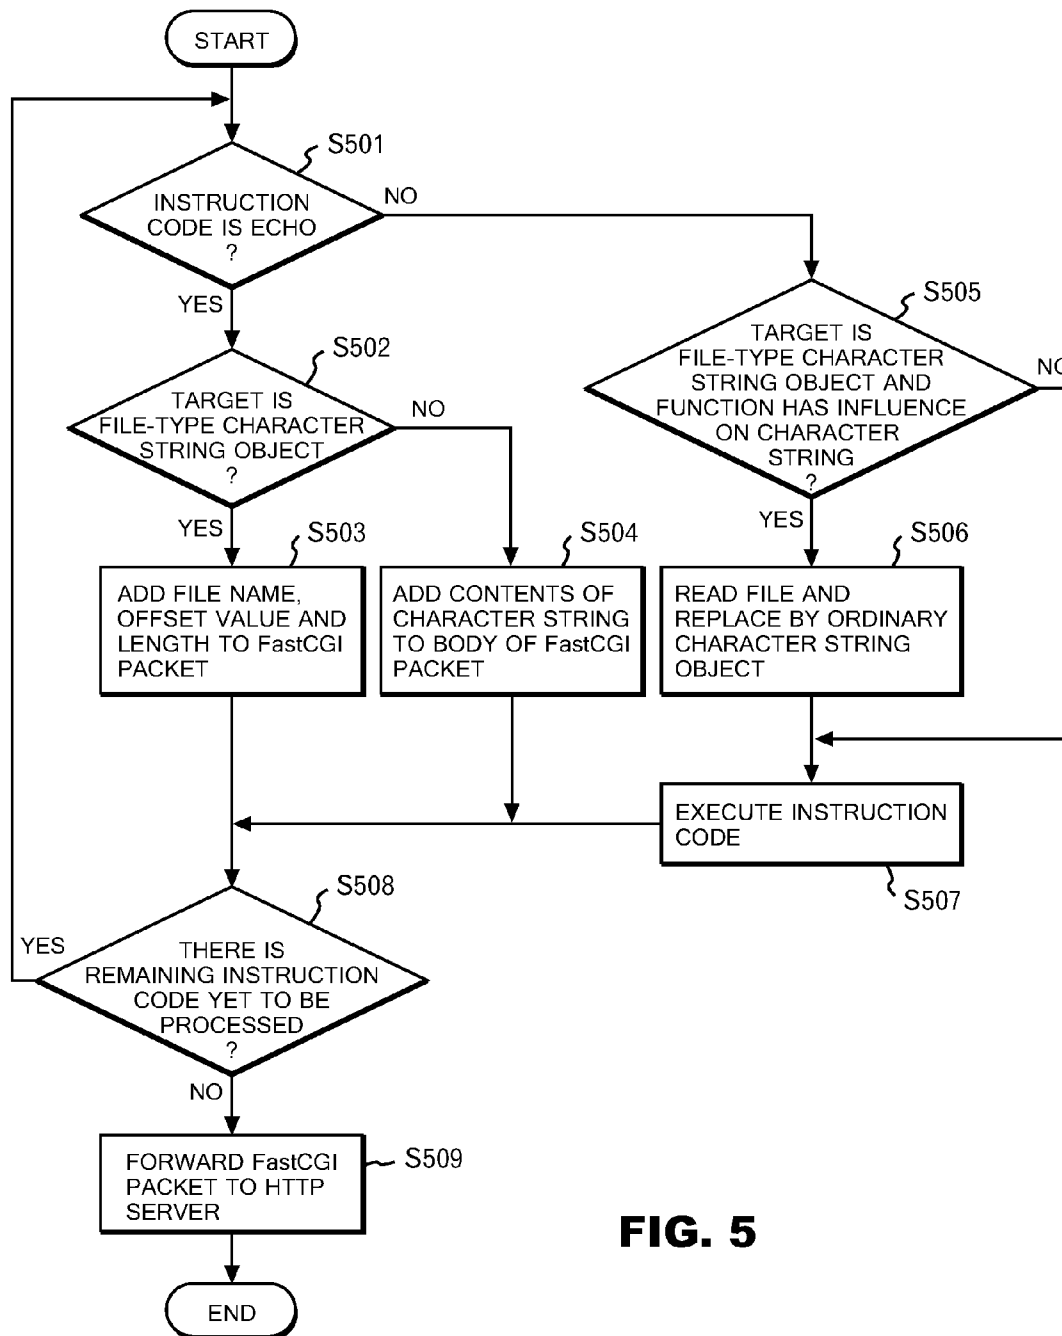 START
S501
INSTRUCTION
CODE IS ECHO
?
NO
YES
S502
TARGET IS
FILE-TYPE CHARACTER
STRING OBJECT
?
NO
YES
S505
TARGET IS
FILE-TYPE CHARACTER
STRING OBJECT AND
FUNCTION HAS INFLUENCE
ON CHARACTER
STRING
?
NO
YES
S503
ADD FILE NAME,
OFFSET VALUE AND
LENGTH TO FastCGI
PACKET
S504
ADD CONTENTS OF
CHARACTER STRING
TO BODY OF FastCGI
PACKET
S506
READ FILE AND
REPLACE BY ORDINARY
CHARACTER STRING
OBJECT
EXECUTE INSTRUCTION
CODE
S507
S508
YES
THERE IS
REMAINING INSTRUCTION
CODE YET TO BE
PROCESSED
?
NO
S509
FORWARD FastCGI
PACKET TO HTTP
SERVER
END
FIG. 5